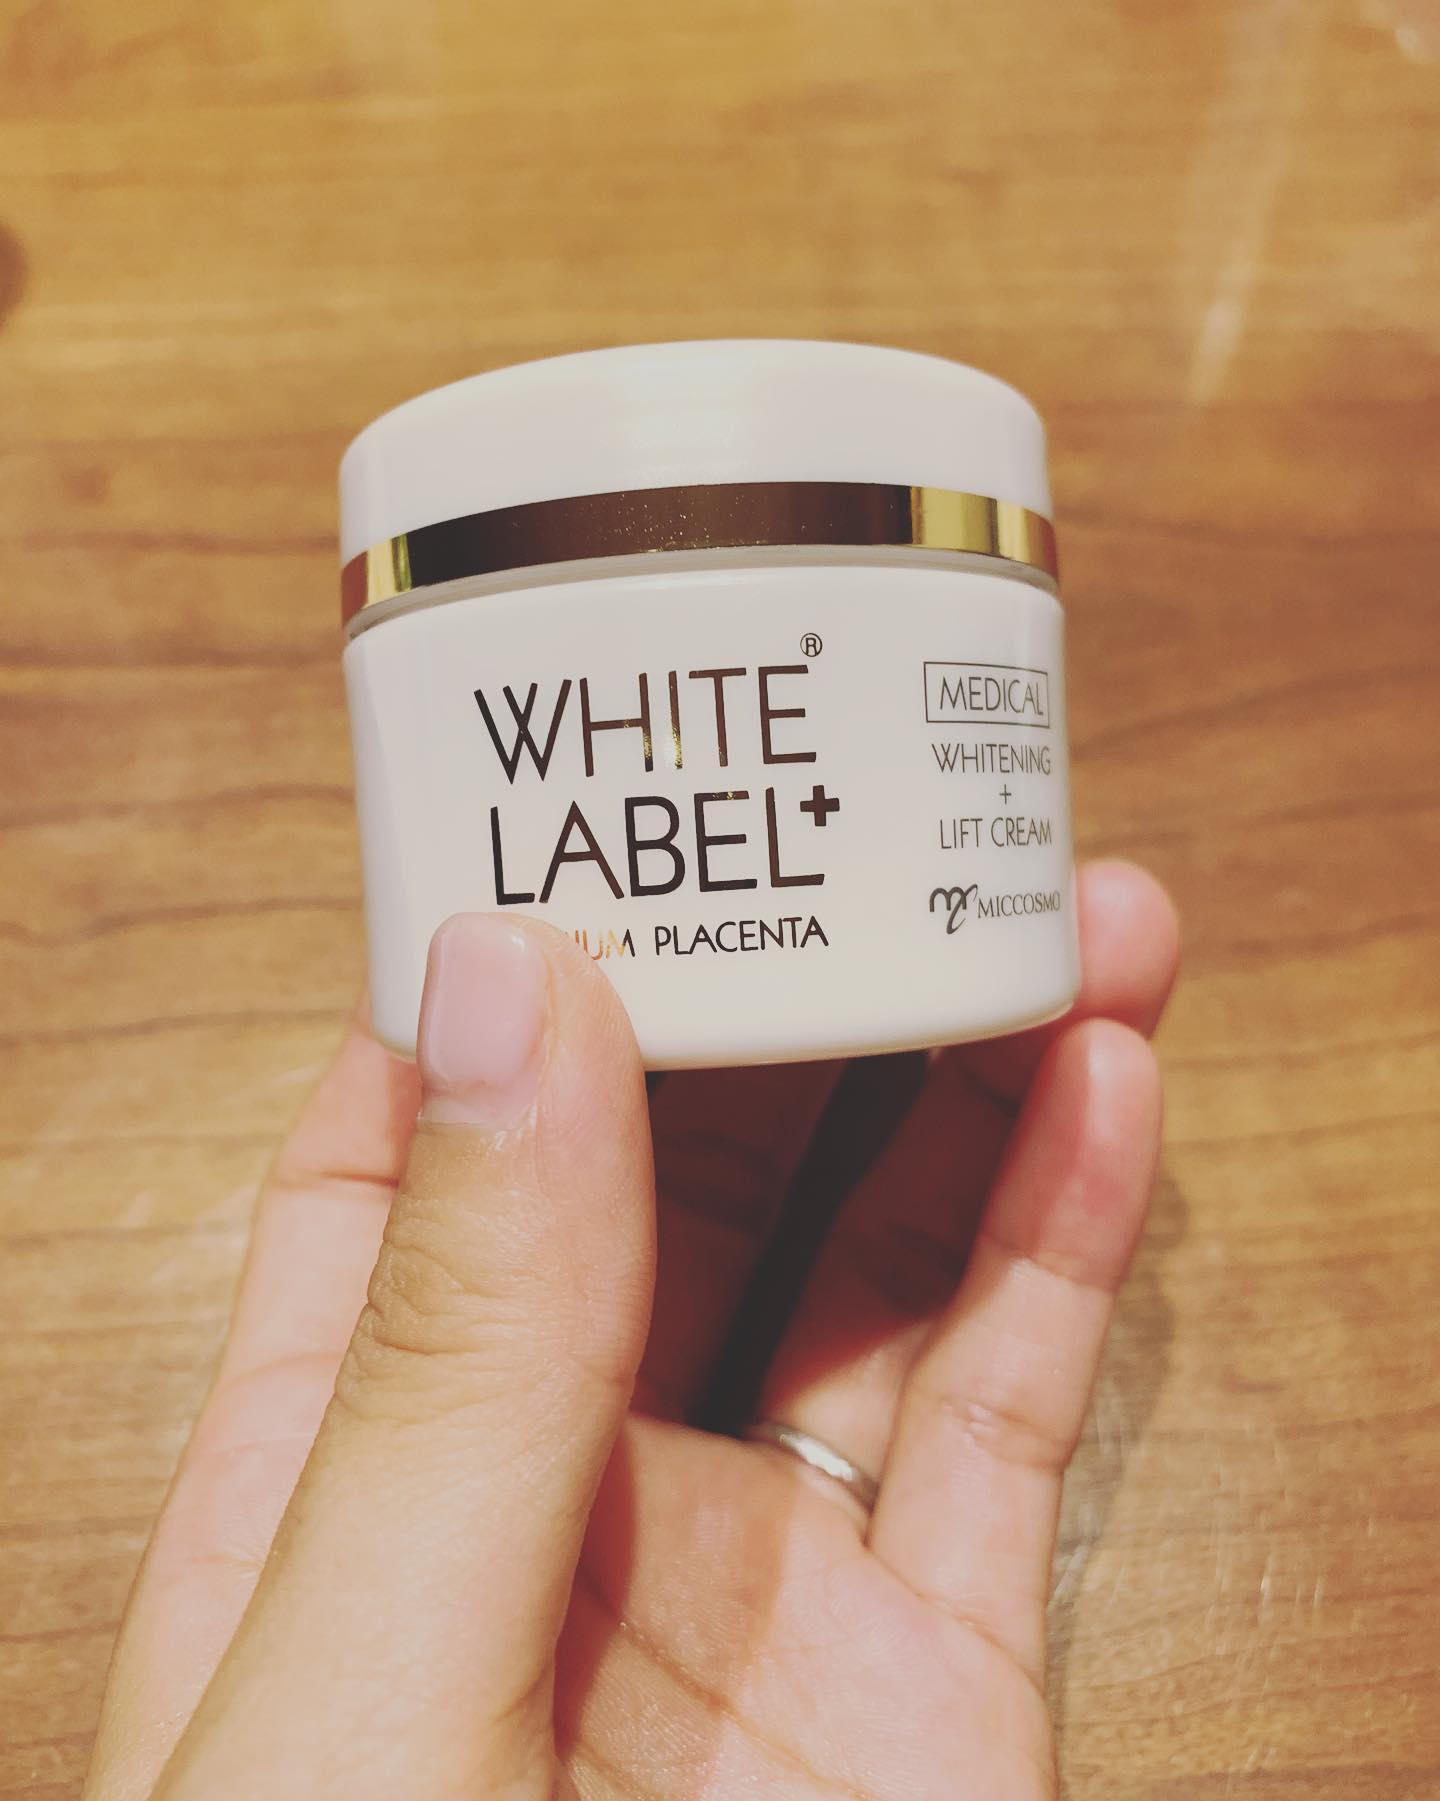 WHITE®
LABEL+
PLACENTA
MEDICAL
WHITENING
+
LIFT CREAM
MICCOSMO